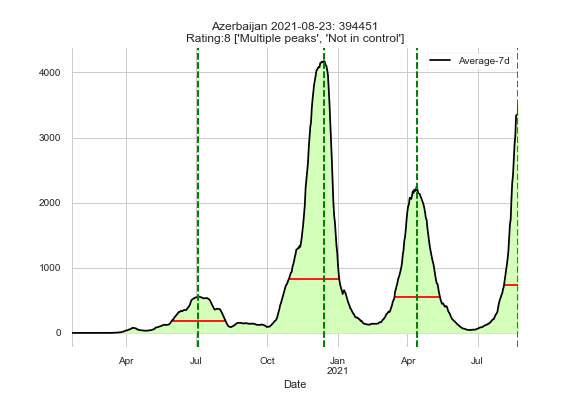 Azerbaijan 2021-08-23: 394451
Rating:8 ['Multiple peaks', 'Not in control']
Average-7d
4000
3000
2000
1000
0
Apr
Jul
Oct
Jan
2021
Apr
Jul
Date